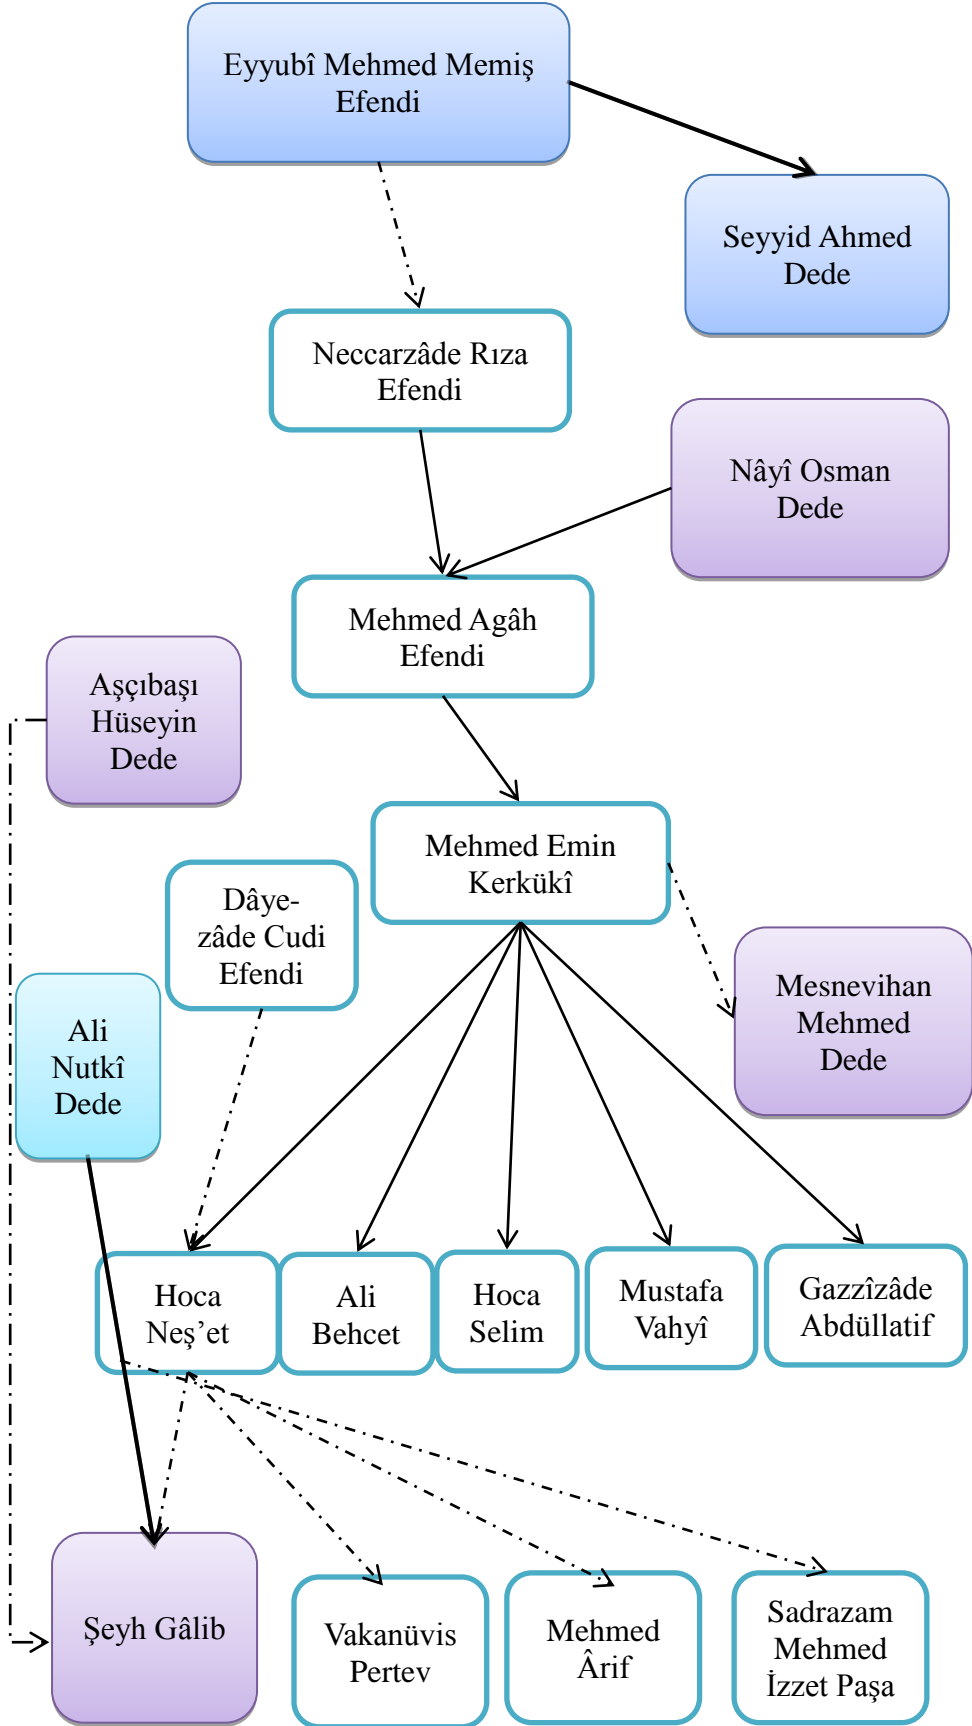 Eyyubî Mehmed Memiş
Efendi
Seyyid Ahmed
Dede
Neccarzâde Rıza
Efendi
Nâyî Osman
Dede
Mehmed Agâh
Efendi
Aşçıbaşı
Hüseyin
Dede
Mehmed Emin
Kerkükî
Dâye-
zâde Cudi
Efendi
Mesnevihan
Mehmed
Dede
Ali
Nutkî
Dede
Hoca
Neş’et
Ali
Behcet
Hoca
Selim
Mustafa
Vahyî
Gazzîzâde
Abdüllatif
Şeyh Gâlib
Vakanüvis
Pertev
Mehmed
Ârif
Sadrazam
Mehmed
İzzet Paşa